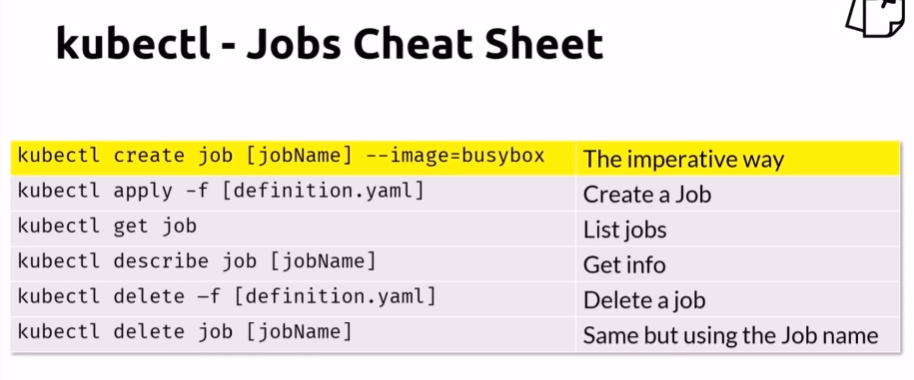 kubectl - Jobs Cheat Sheet
kubectl create job [jobName] --image=busybox The imperative way
kubectl apply -f [definition.yaml] Create a Job
kubectl get job List jobs
kubectl describe job [jobName] Get info
kubectl delete –f [definition.yaml] Delete a job
kubectl delete job [jobName] Same but using the Job name